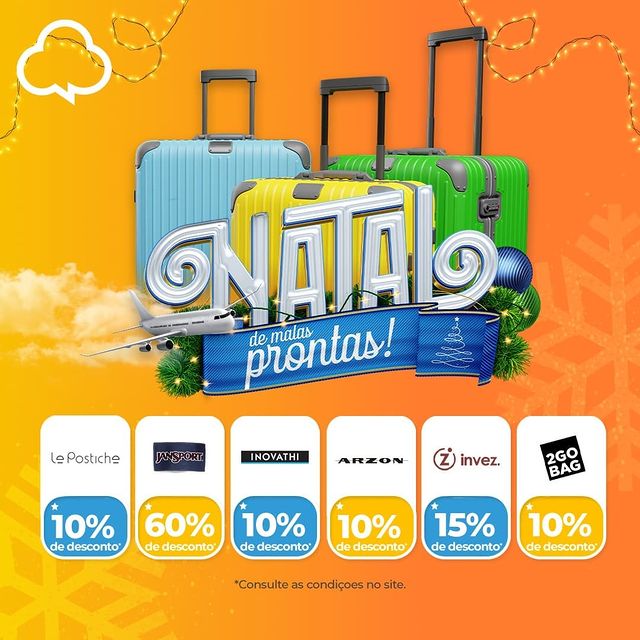 NATAL
de malas
prontas!
Le Postiche
JANSPORT
INOVATHI
ARZON
invez.
2GO
BAG
10%
de desconto*
60%
de desconto*
10%
de desconto*
10%
de desconto*
15%
de desconto*
10%
de desconto*
*Consulte as condiçoes no site.